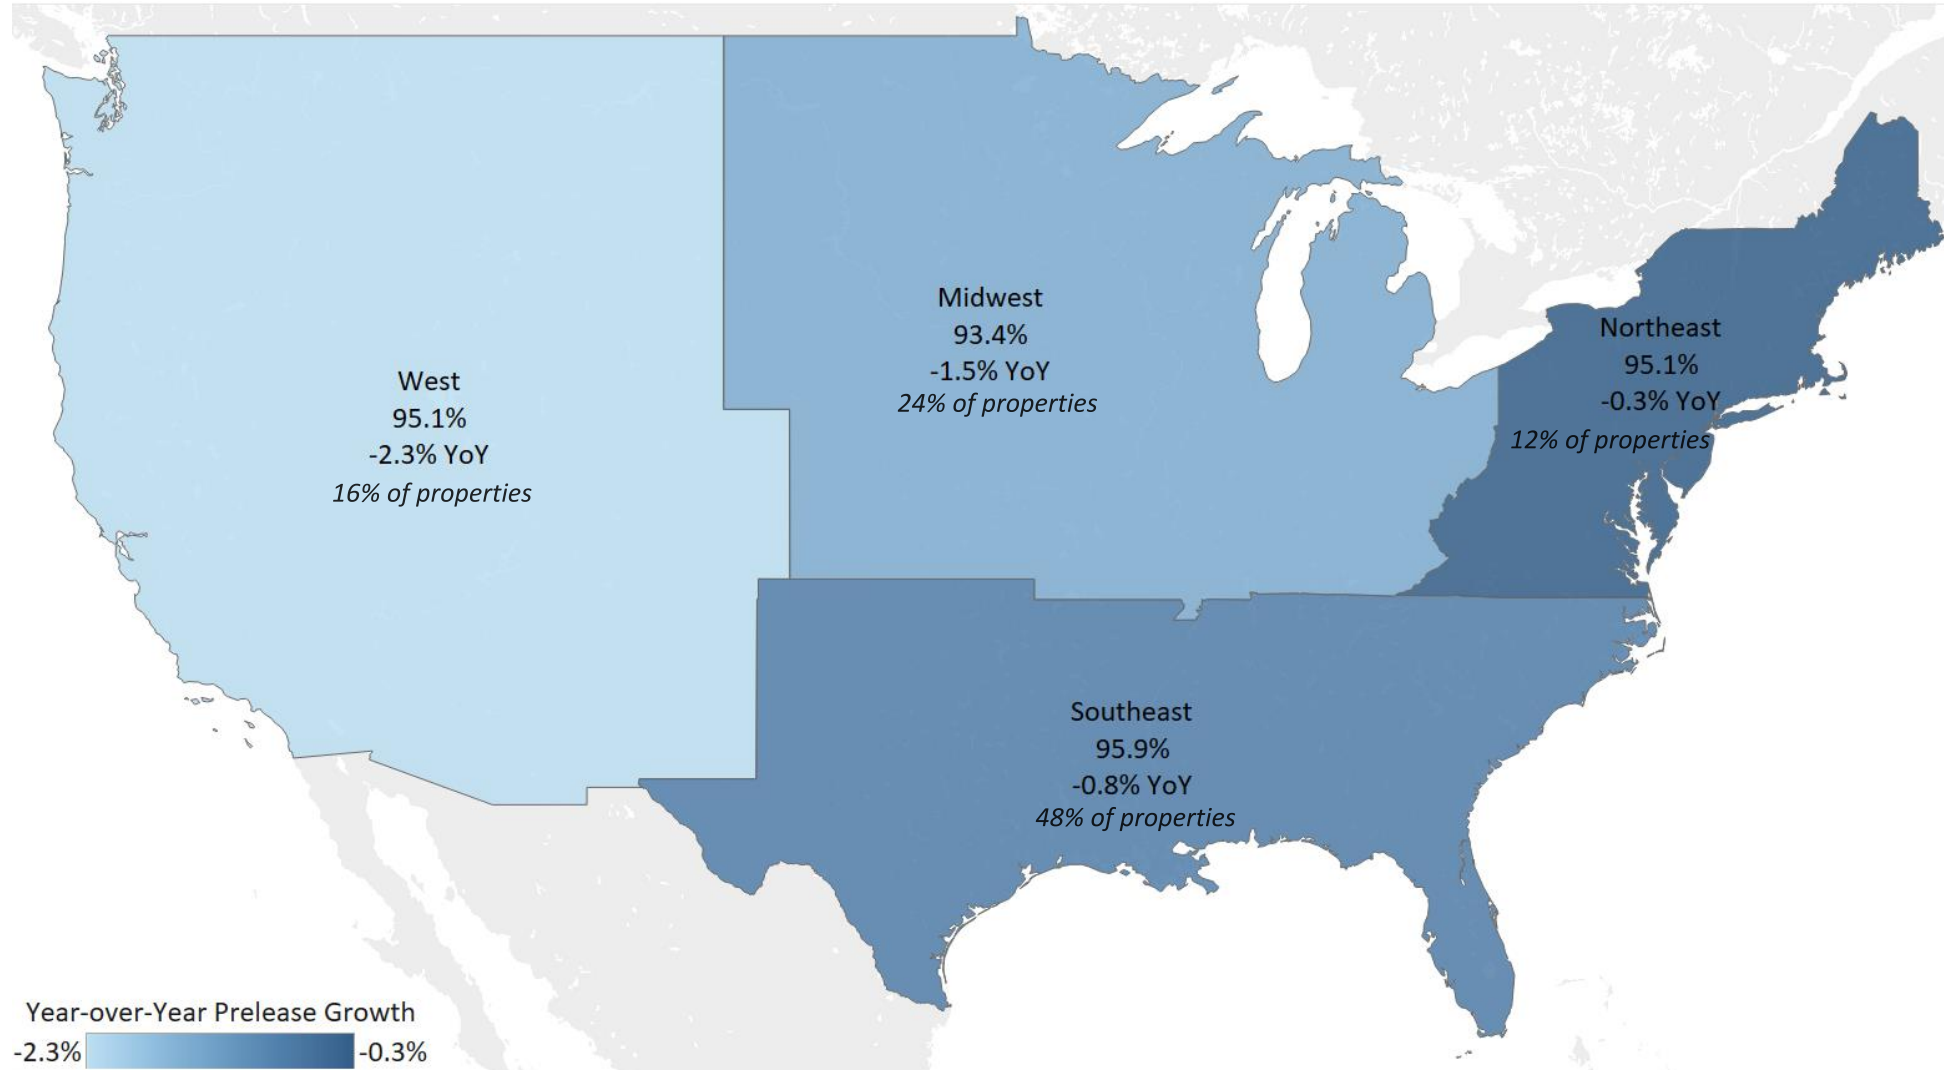 West
95.1%
-2.3% YoY
16% of properties
Midwest
93.4%
-1.5% YoY
24% of properties
Northeast
95.1%
-0.3% YoY
12% of properties
Southeast
95.9%
-0.8% YoY
48% of properties
Year-over-Year Prelease Growth
-2.3% -0.3%